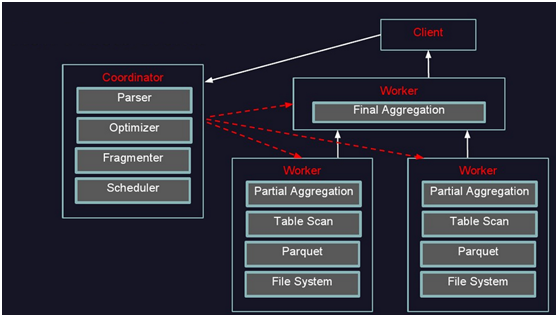 Client
Coordinator
Parser
Optimizer
Fragmenter
Scheduler
Worker
Final Aggregation
Worker
Partial Aggregation
Table Scan
Parquet
File System
Worker
Partial Aggregation
Table Scan
Parquet
File System